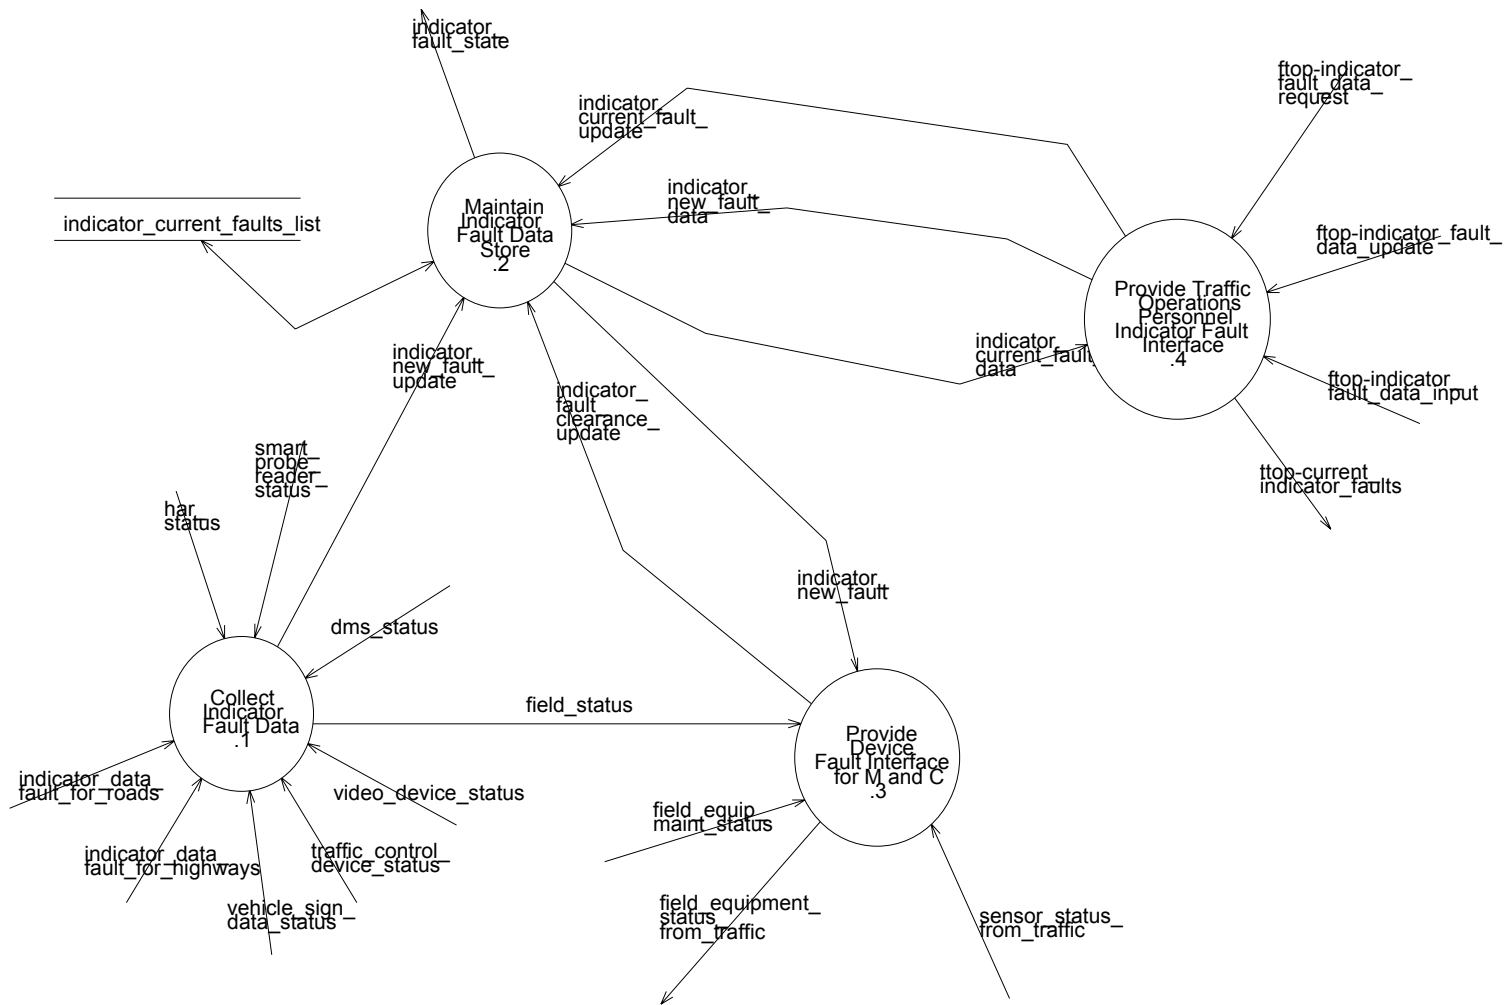 indicator_
fault_state
ftop-indicator_
fault_data_
request
indicator_
current_fault_
update
indicator_
new_fault_
data
indicator_current_faults_list
Maintain
Indicator
Fault Data
Store
.2
ftop-indicator_fault_
data_update
Provide Traffic
Operations
Personnel
Indicator Fault
Interface
.4
indicator_
current_fault_
data
indicator_
new_fault_
update
ftop-indicator_
fault_data_input
indicator_
fault_
clearance_
update
smart_
probe_
reader_
status
ttop-current_
indicator_faults
har_
status
indicator_
new_fault
dms_status
Collect
Indicator
Fault Data
.1
field_status
Provide
Device
Fault Interface
for M and C
.3
indicator_data_
fault_for_roads
video_device_status
field_equip_
maint_status
indicator_data_
fault_for_highways
traffic_control_
device_status
vehicle_sign_
data_status
field_equipment_
status_
from_traffic
sensor_status_
from_traffic